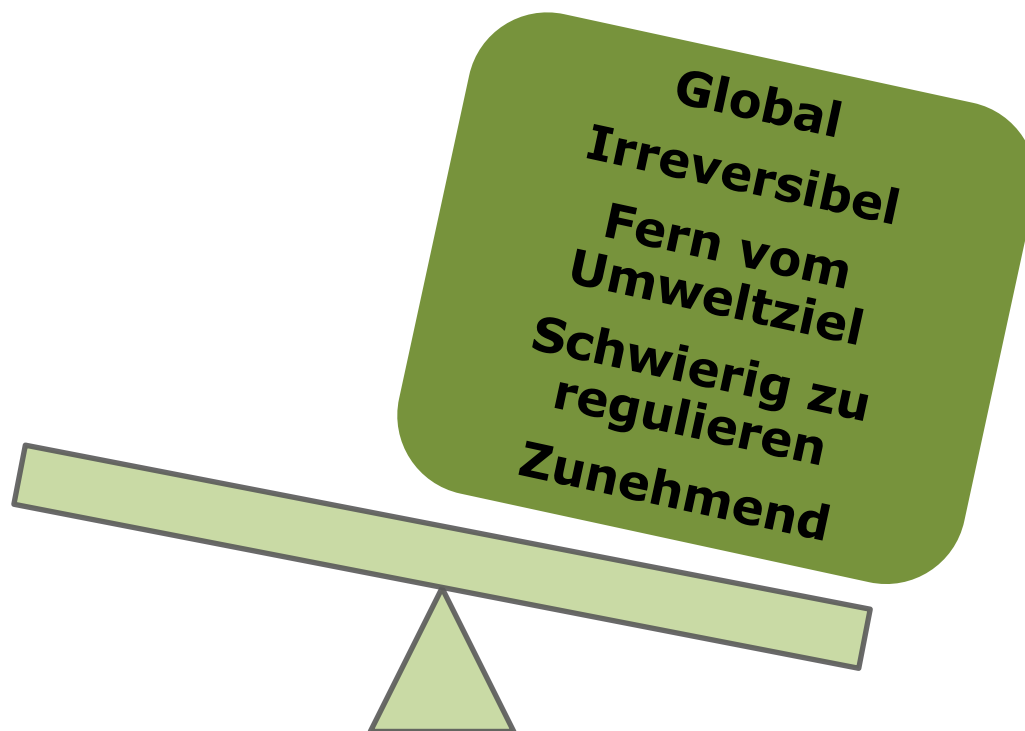 Global
Irreversibel
Fern vom
Umweltziel
Schwierig zu
regulieren
Zunehmend